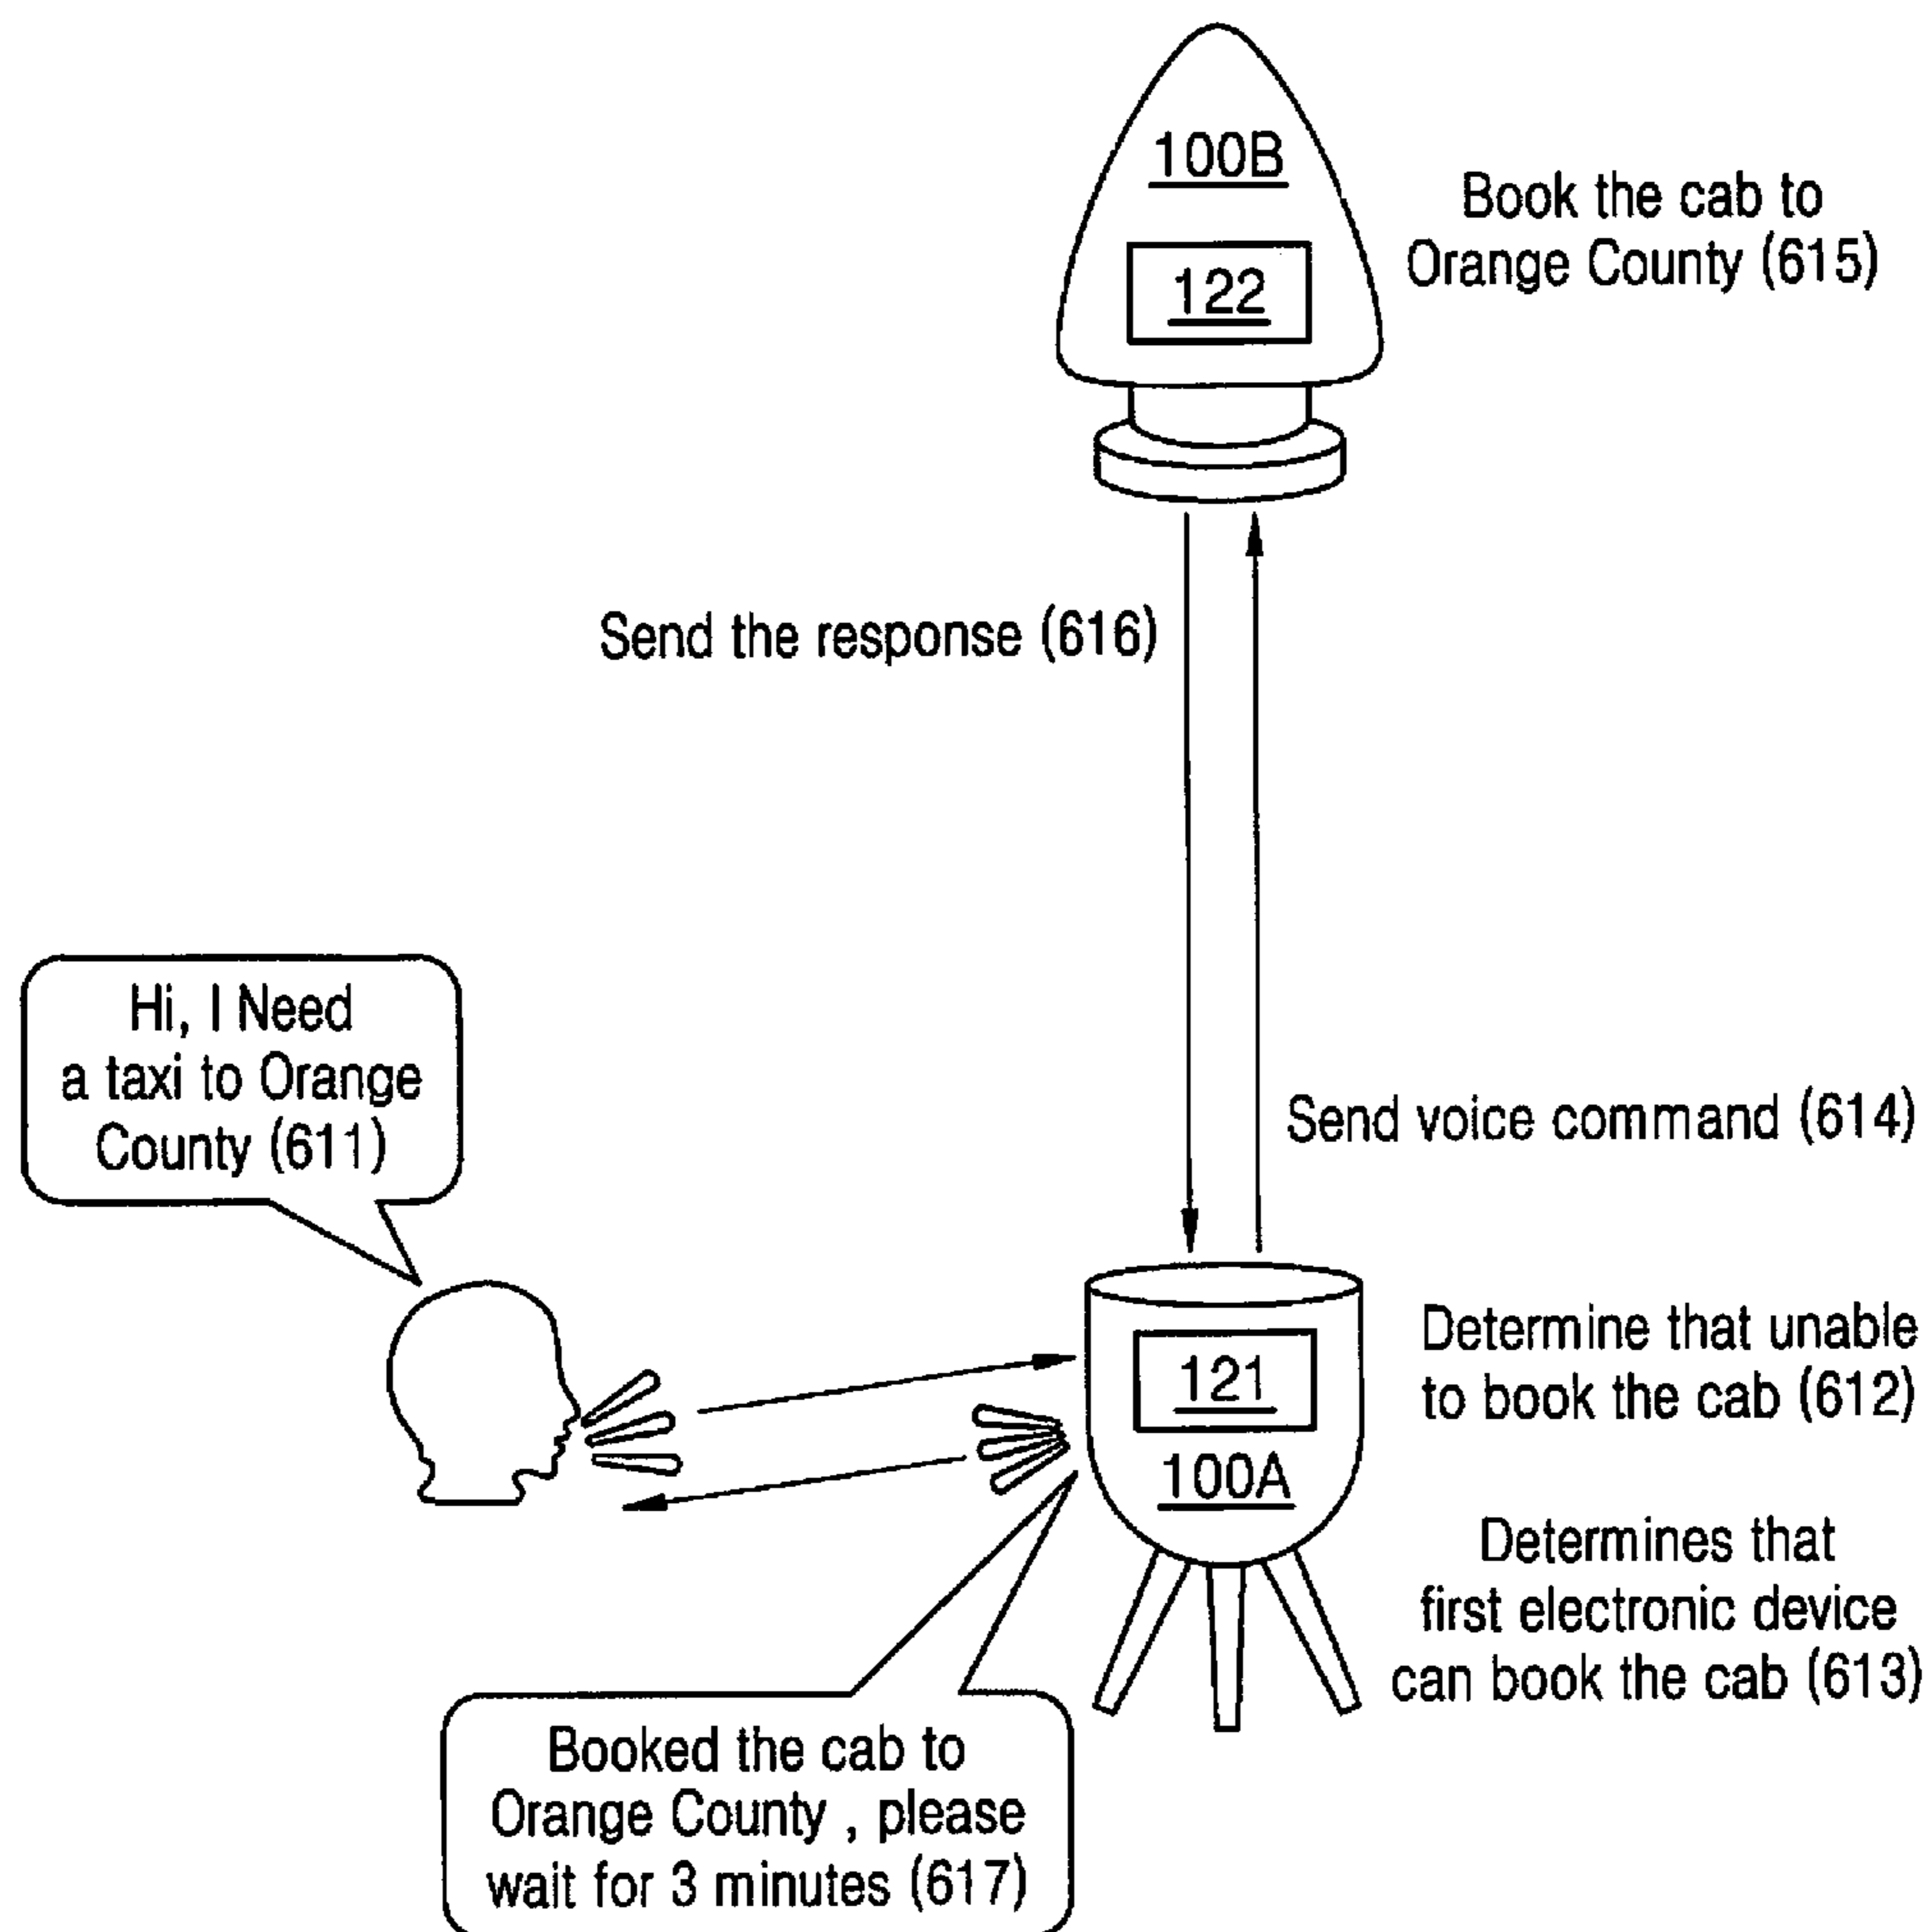 100B
122
Book the cab to
Orange County (615)
Send the response (616)
Hi, I Need
a taxi to Orange
County (611)
Send voice command (614)
121
100A
Determine that unable
to book the cab (612)
Determines that
first electronic device
can book the cab (613)
Booked the cab to
Orange County , please
wait for 3 minutes (617)